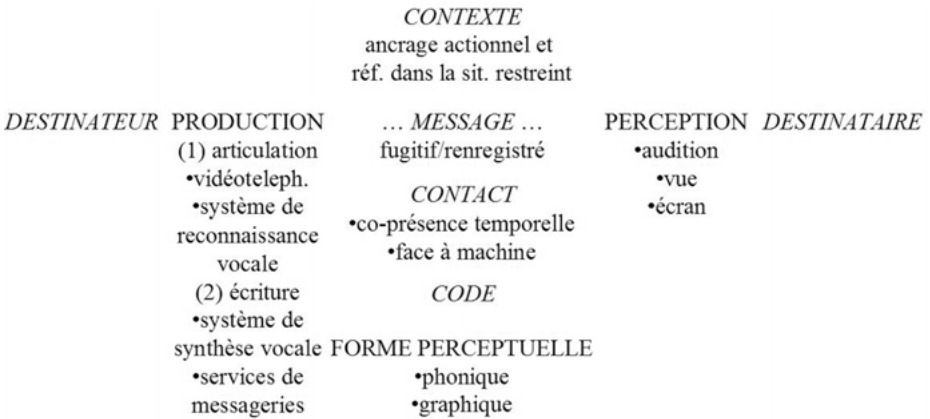 CONTEXTE
ancrage actionnel et
réf. dans la sit. restreint
DESTINATEUR PRODUCTION … MESSAGE … PERCEPTION DESTINATAIRE
(1) articulation fugitif/renregistré •audition
•vidéoteleph. •vue
•système de CONTACT •écran
reconnaissance •co-présence temporelle
vocale •face à machine
(2) écriture CODE
•système de
synthèse vocale FORME PERCEPTUELLE
•services de •phonique
messageries •graphique